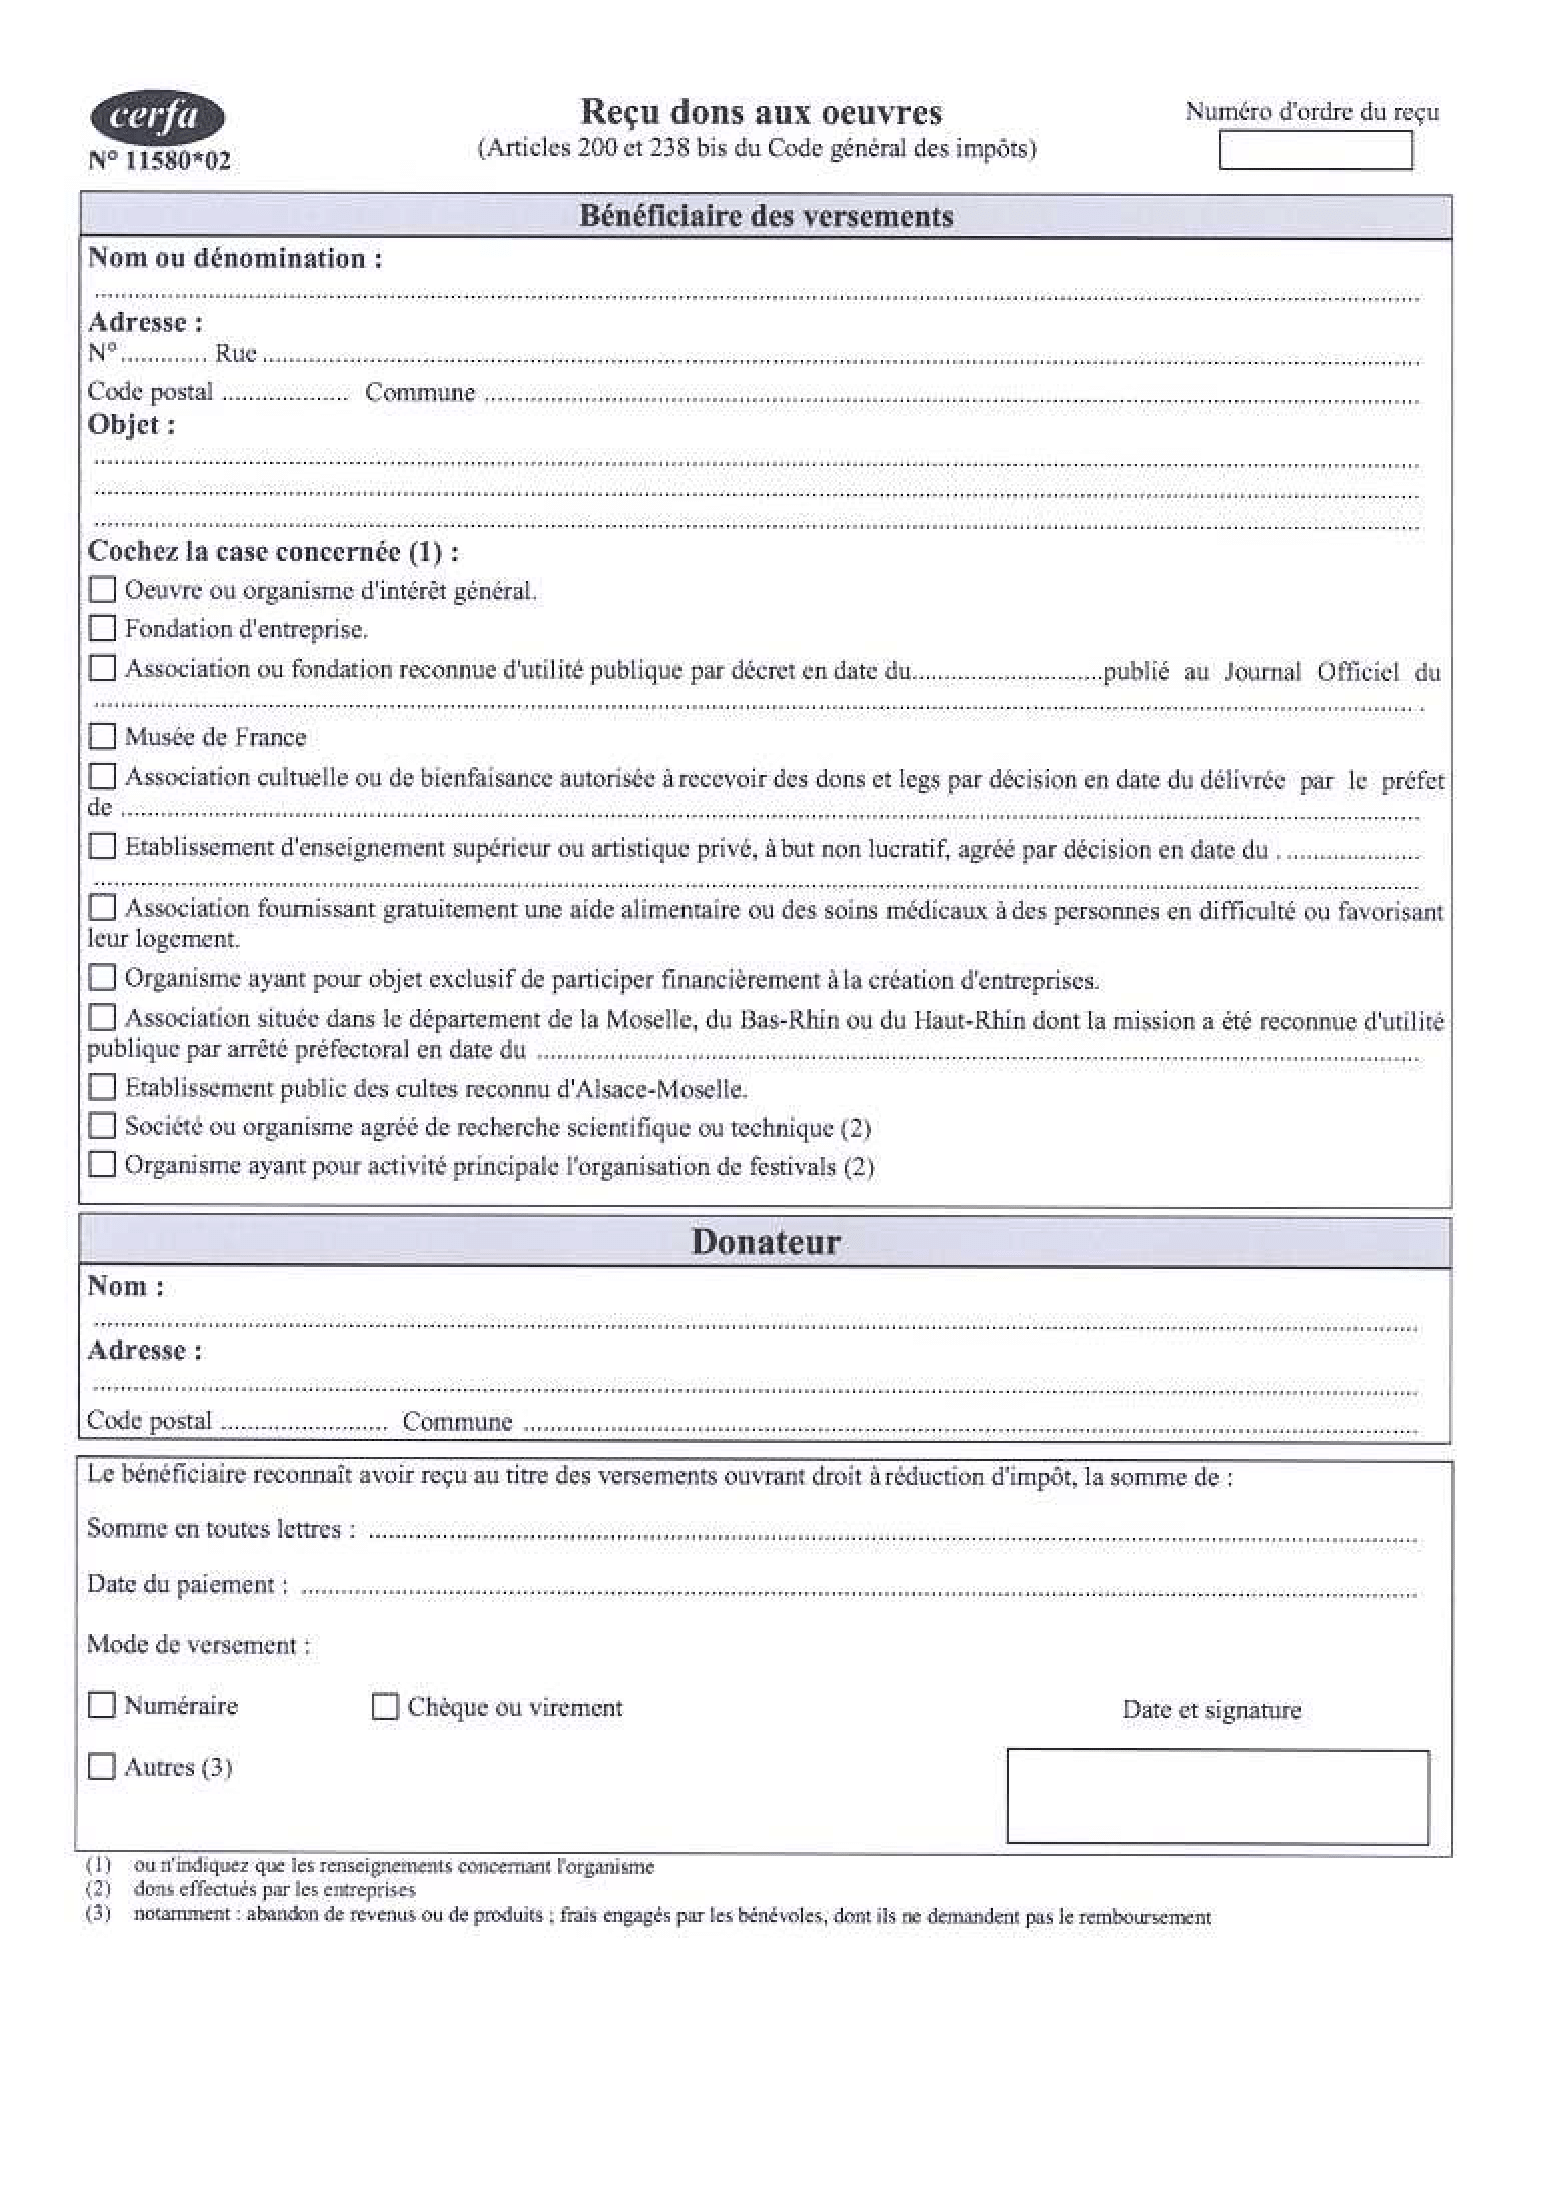 cerfa
N° 11580*02
Reçu dons aux oeuvres
(Articles 200 et 238 bis du Code général des impôts)
Numéro d'ordre du reçu
Bénéficiaire des versements
Nom ou dénomination :
Adresse :
N° ............ Rue ............
Code postal ............ Commune ............
Objet :
Cochez la case concernée (1) :
Oeuvre ou organisme d'intérêt général.
Fondation d'entreprise.
Association ou fondation reconnue d'utilité publique par décret en date du............publié au Journal Officiel du
............ .
Musée de France
Association cultuelle ou de bienfaisance autorisée à recevoir des dons et legs par décision en date du délivrée par le préfet
de ............
Etablissement d'enseignement supérieur ou artistique privé, à but non lucratif, agréé par décision en date du . ............
Association fournissant gratuitement une aide alimentaire ou des soins médicaux à des personnes en difficulté ou favorisant
leur logement.
Organisme ayant pour objet exclusif de participer financièrement à la création d'entreprises.
Association située dans le département de la Moselle, du Bas-Rhin ou du Haut-Rhin dont la mission a été reconnue d'utilité
publique par arrêté préfectoral en date du ............
Etablissement public des cultes reconnu d'Alsace-Moselle.
Société ou organisme agréé de recherche scientifique ou technique (2)
Organisme ayant pour activité principale l'organisation de festivals (2)
Donateur
Nom :
Adresse :
Code postal ............ Commune ............
Le bénéficiaire reconnaît avoir reçu au titre des versements ouvrant droit à réduction d'impôt, la somme de :
Somme en toutes lettres : ............
Date du paiement : ............
Mode de versement :
Numéraire
Chèque ou virement
Date et signature
Autres (3)
(1) ou n'indiquez que les renseignements concernant l'organisme
(2) dons effectués par les entreprises
(3) notamment : abandon de revenus ou de produits ; frais engagés par les bénévoles, dont ils ne demandent pas le remboursement